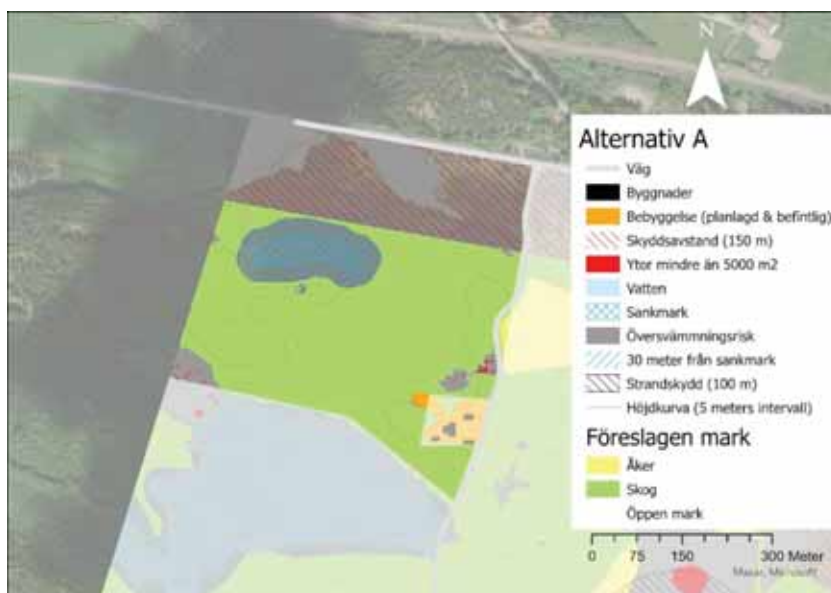 N
Alternativ A
Väg
Byggnader
Bebyggelse (planlagd & befintlig)
Skyddsavstand (150 m)
Ytor mindre än 5000 m2
Vatten
Sankmark
Översvämmningsrisk
30 meter från sankmark
Strandskydd (100 m)
Höjdkurva (5 meters intervall)
Föreslagen mark
Åker
Skog
Öppen mark
0 75 150 300 Meter
Maxar, Microsoft